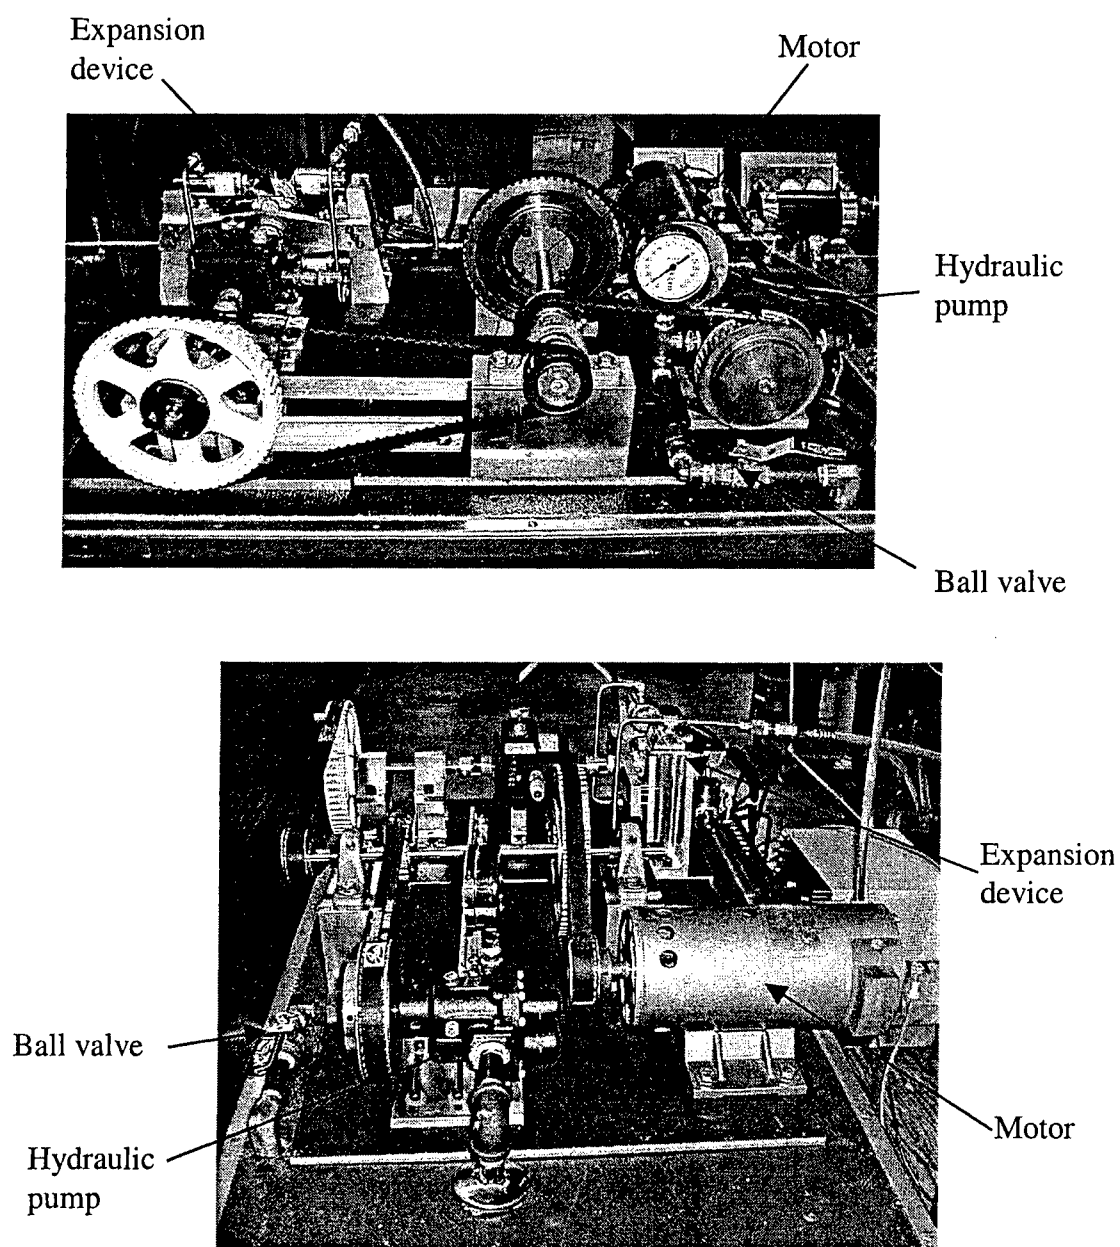 Expansion
device
Motor
Hydraulic
pump
Ball valve
Expansion
device
Ball valve
Motor
Hydraulic
pump